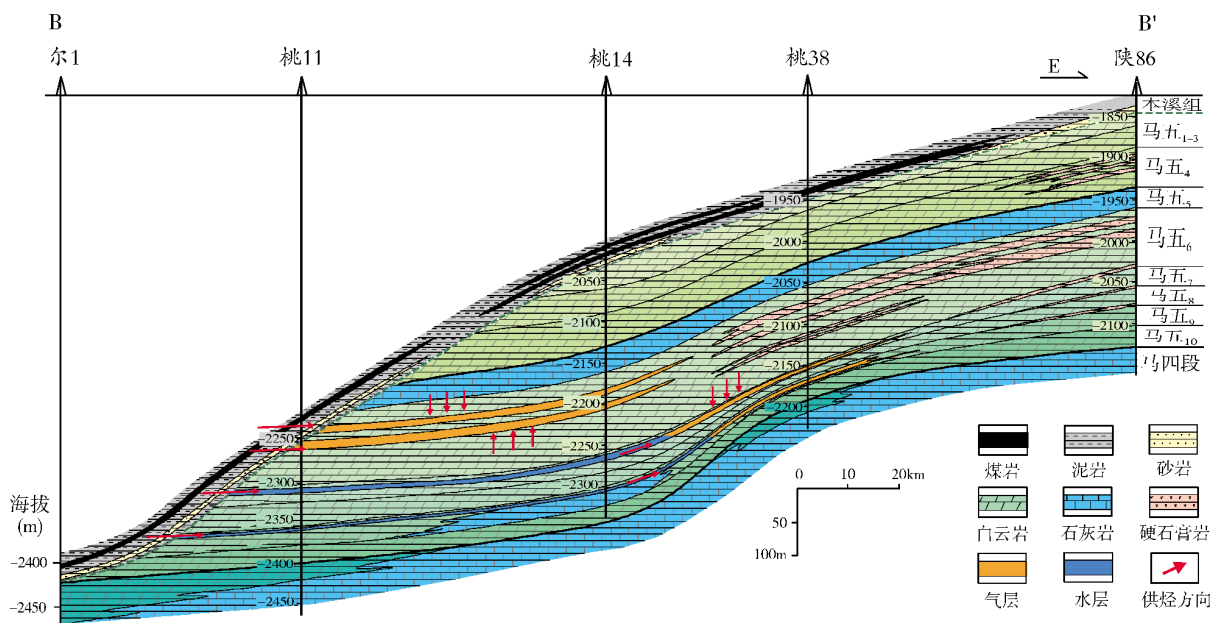 B
B'
尔1
桃11
桃14
桃38
陕86
E
本溪组
马五₁₋₃
马五₄
马五₅
马五₆
马五₇
马五₈
马五₉
马五₁₀
马四段
-1850
-1900
-1950
-2000
-2050
-2100
-1950
-2000
-2050
-2100
-2150
-2200
-2050
-2100
-2150
-2200
-2250
-2300
2250
-2300
-2350
-2400
-2450
海拔
(m)
-2400
-2450
0 10 20km
50
100m
煤岩 泥岩 砂岩
白云岩 石灰岩 硬石膏岩
气层 水层 供烃方向